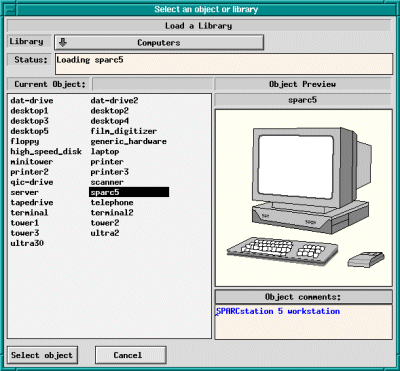 Select an object or library
Load a Library
Library Computers
Status: Loading sparc5
Current Object: Object Preview
sparc5
dat-drive dat-drive2
desktop1 desktop2
desktop3 desktop4
desktop5 film_digitizer
floppy generic_hardware
high_speed_disk laptop
minitower printer
printer2 printer3
qic-drive scanner
server sparc5
tapedrive telephone
terminal terminal2
tower1 tower2
tower3 ultra2
ultra30
Object comments:
SPARCstation 5 workstation
Select object Cancel